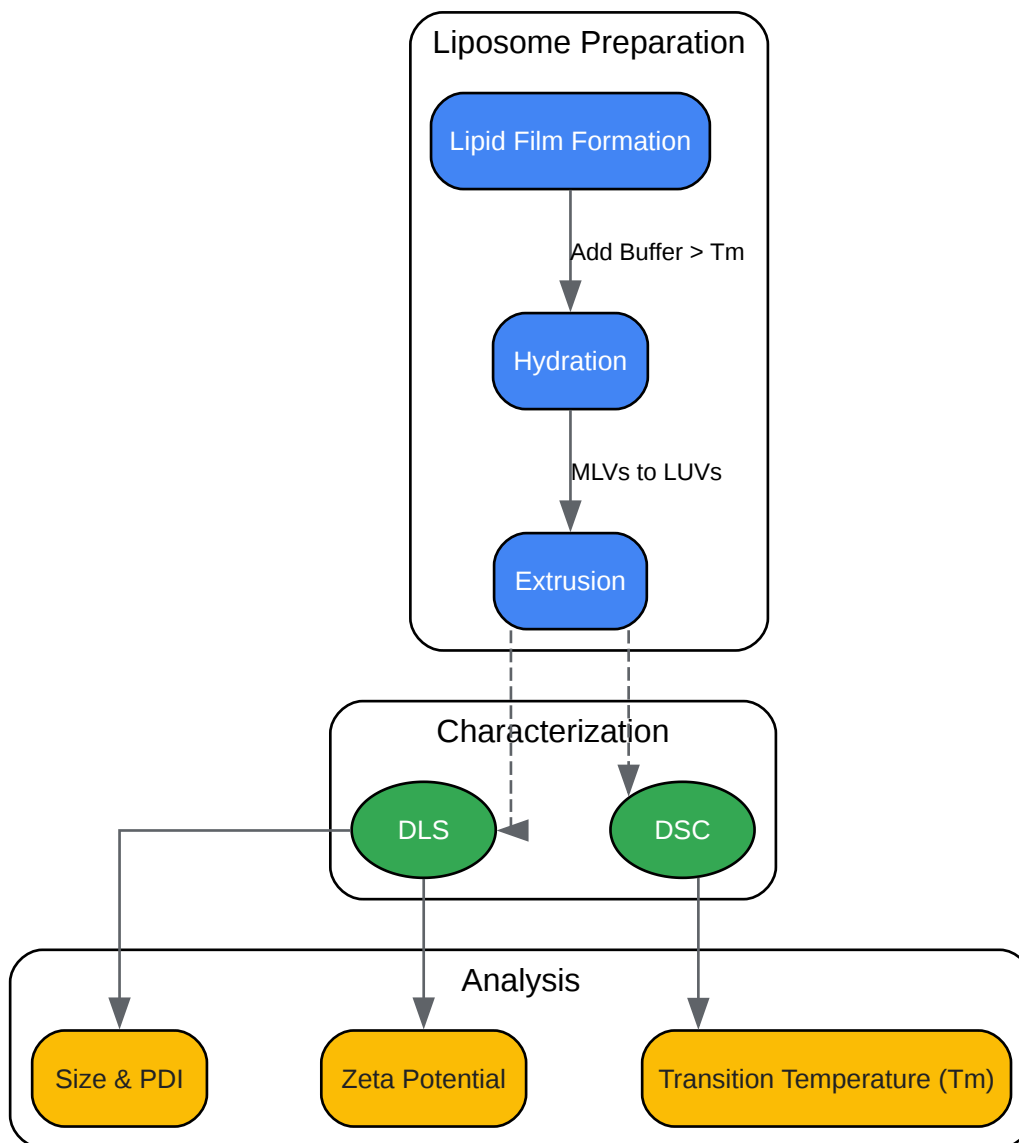 Liposome Preparation
Lipid Film Formation
Add Buffer > Tm
Hydration
MLVs to LUVs
Extrusion
Characterization
DLS
DSC
Analysis
Size & PDI
Zeta Potential
Transition Temperature (Tm)